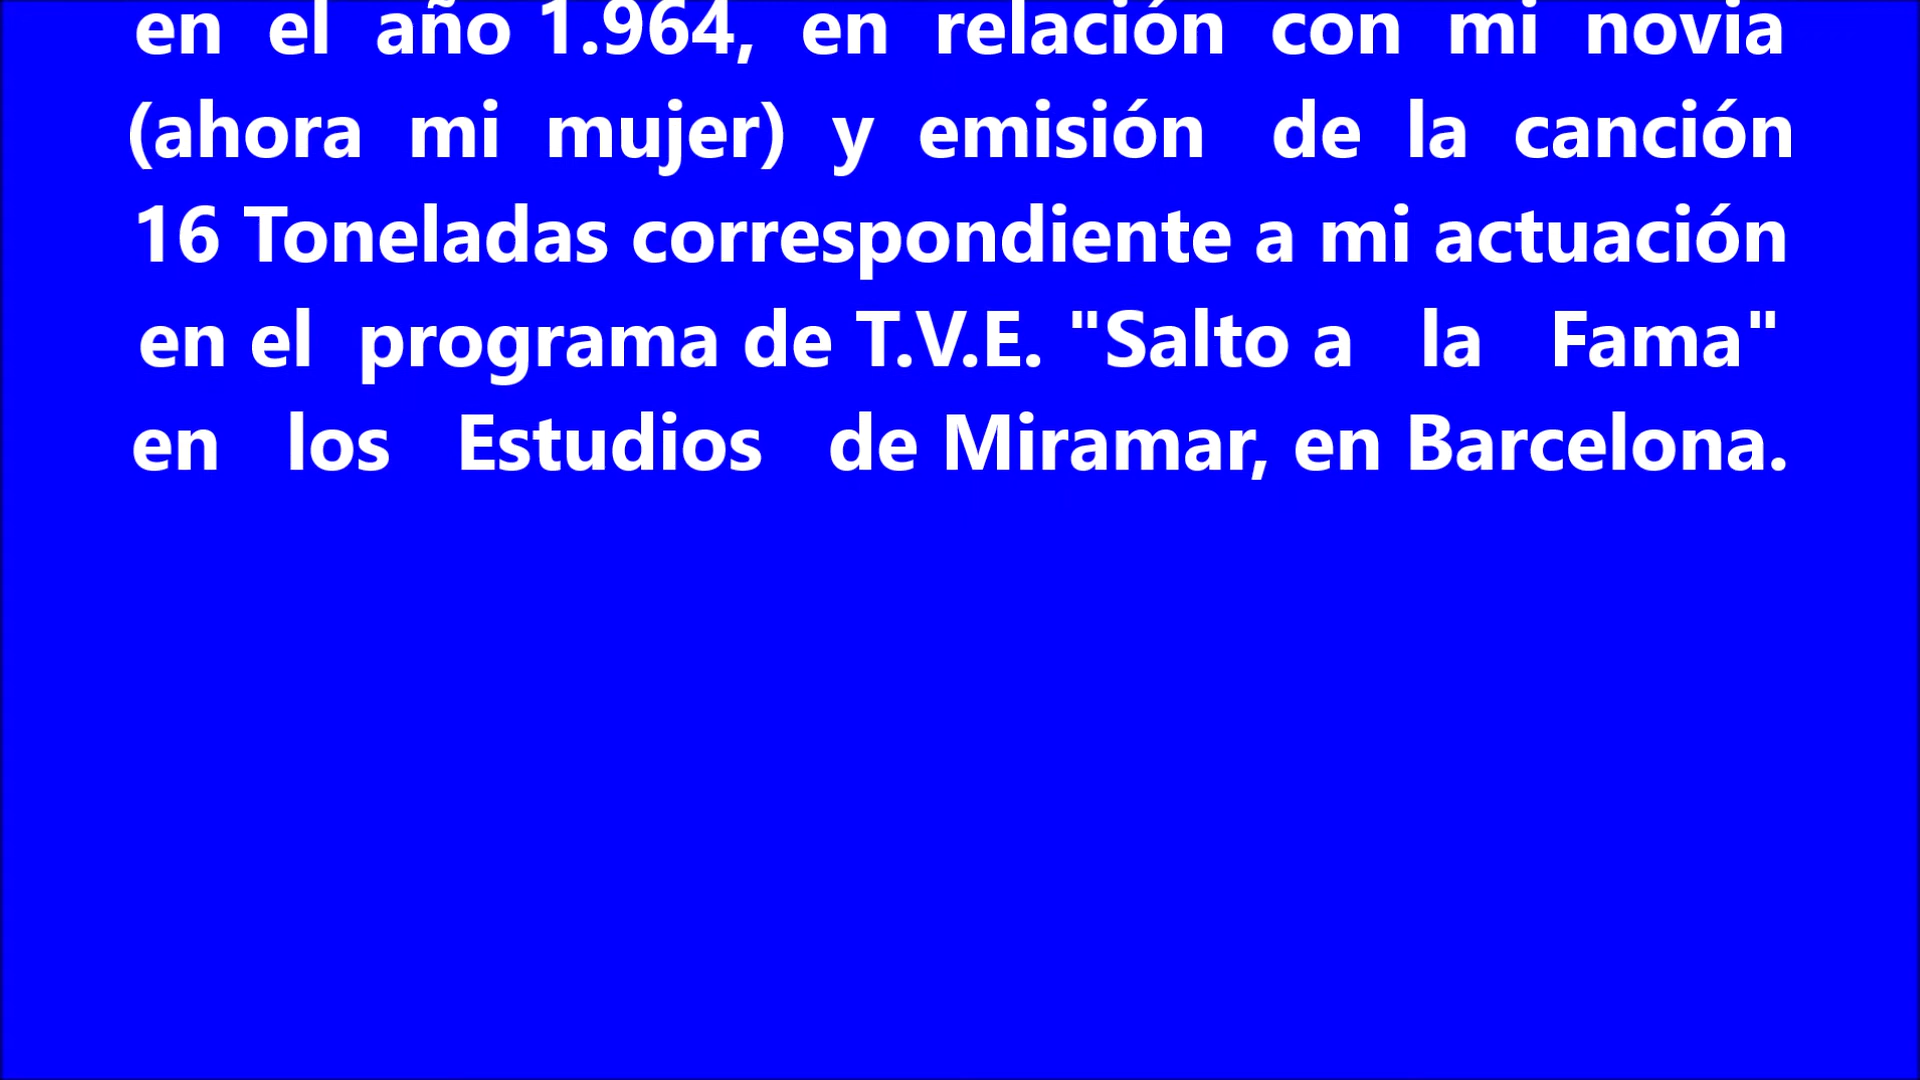 en el año 1.964, en relación con mi novia
(ahora mi mujer) y emisión de la canción
16 Toneladas correspondiente a mi actuación
en el programa de T.V.E. "Salto a la Fama"
en los Estudios de Miramar, en Barcelona.